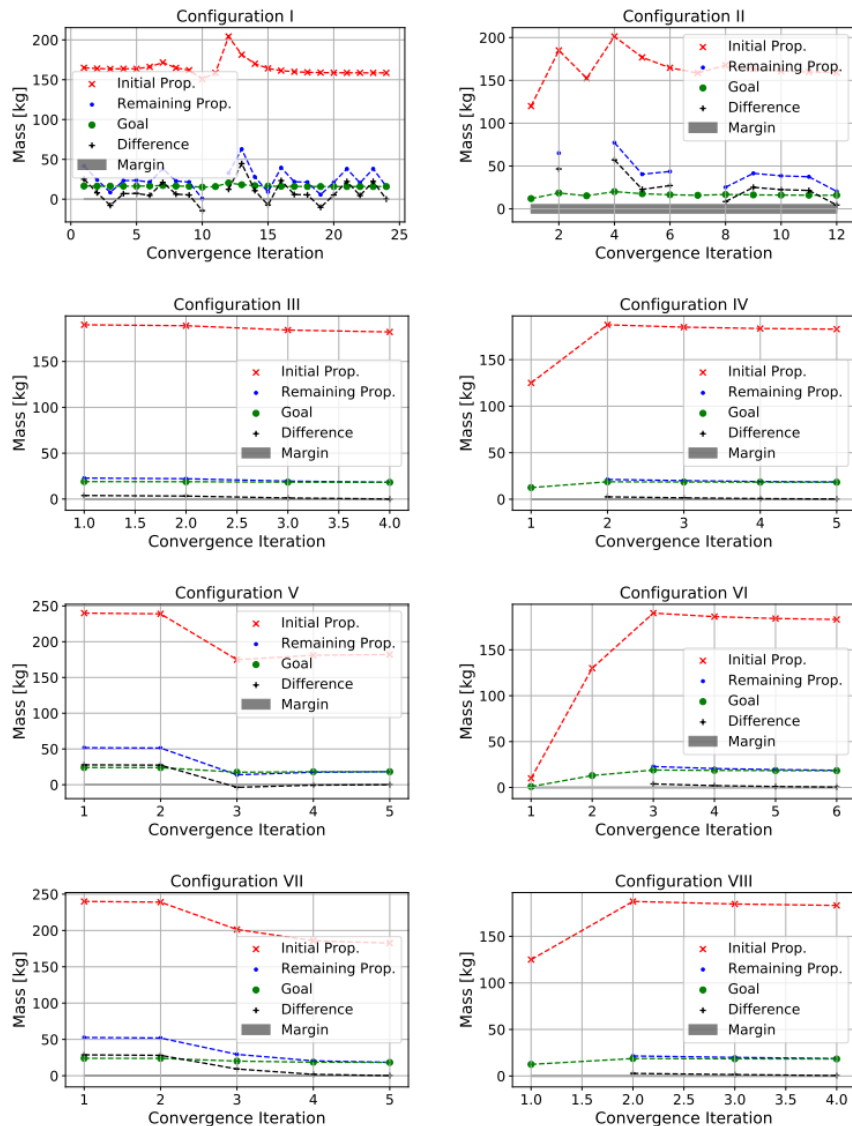 Configuration I
Mass [kg]
200
150
100
50
0
Initial Prop.
Remaining Prop.
Goal
Difference
Margin
0 5 10 15 20 25
Convergence Iteration
Configuration II
Mass [kg]
200
150
100
50
0
Initial Prop.
Remaining Prop.
Goal
Difference
Margin
2 4 6 8 10 12
Convergence Iteration
Configuration III
Mass [kg]
150
100
50
0
Initial Prop.
Remaining Prop.
Goal
Difference
Margin
1.0 1.5 2.0 2.5 3.0 3.5 4.0
Convergence Iteration
Configuration IV
Mass [kg]
150
100
50
0
Initial Prop.
Remaining Prop.
Goal
Difference
Margin
1 2 3 4 5
Convergence Iteration
Configuration V
Mass [kg]
250
200
150
100
50
0
Initial Prop.
Remaining Prop.
Goal
Difference
Margin
1 2 3 4 5
Convergence Iteration
Configuration VI
Mass [kg]
150
100
50
0
Initial Prop.
Remaining Prop.
Goal
Difference
Margin
1 2 3 4 5 6
Convergence Iteration
Configuration VII
Mass [kg]
250
200
150
100
50
0
Initial Prop.
Remaining Prop.
Goal
Difference
Margin
1 2 3 4 5
Convergence Iteration
Configuration VIII
Mass [kg]
150
100
50
0
Initial Prop.
Remaining Prop.
Goal
Difference
Margin
1.0 1.5 2.0 2.5 3.0 3.5 4.0
Convergence Iteration